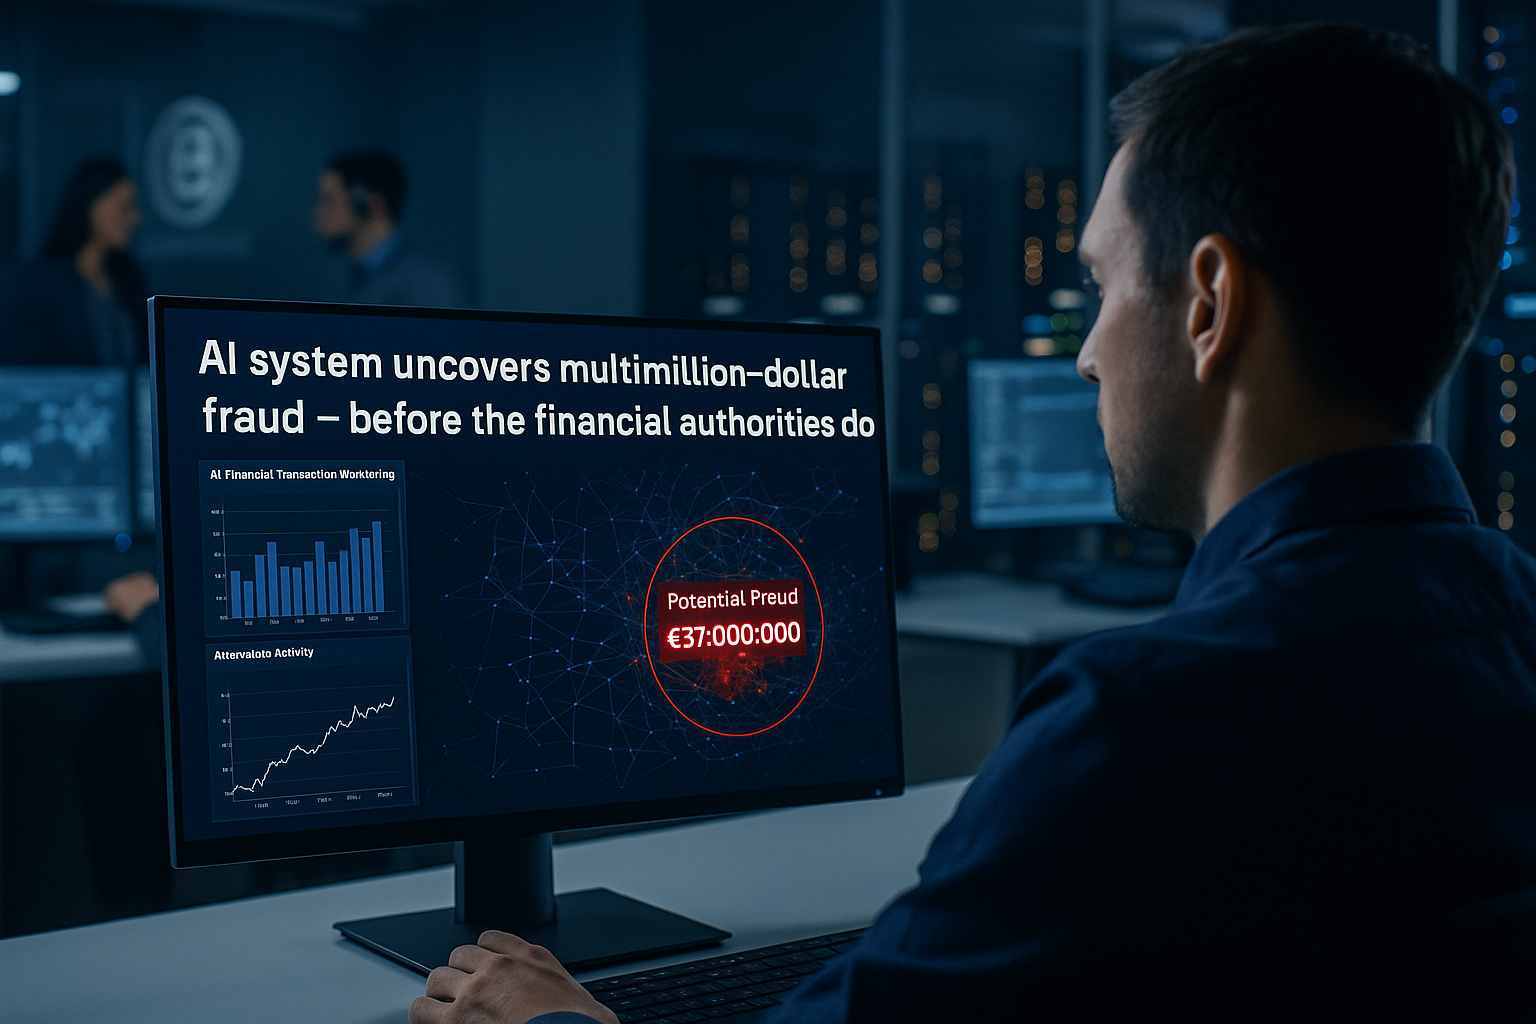 AI system uncovers multimillion–dollar
fraud – before the financial authorities do
AI Financial Transaction Worktering
Potential Preud
€37:000:000
Attervaloto Activity